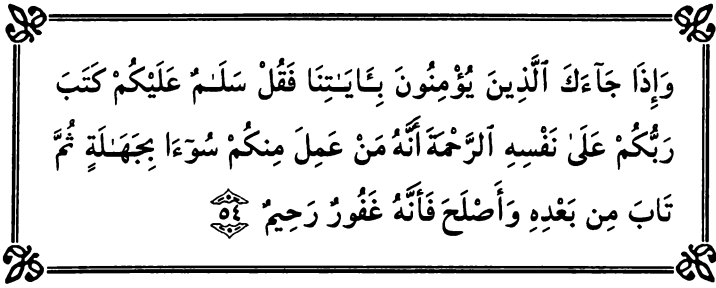 وَإِذَا جَآءَكَ ٱلَّذِينَ يُؤْمِنُونَ بِـَٔايَـٰتِنَا فَقُلْ سَلَـٰمٌ عَلَيْكُمْ كَتَبَ
رَبُّكُمْ عَلَىٰ نَفْسِهِ ٱلرَّحْمَةَ أَنَّهُۥ مَنْ عَمِلَ مِنكُمْ سُوٓءًۢا بِجَهَـٰلَةٍ ثُمَّ
تَابَ مِن بَعْدِهِ وَأَصْلَحَ فَأَنَّهُ غَفُورٌ رَحِيمٌ ٥٤